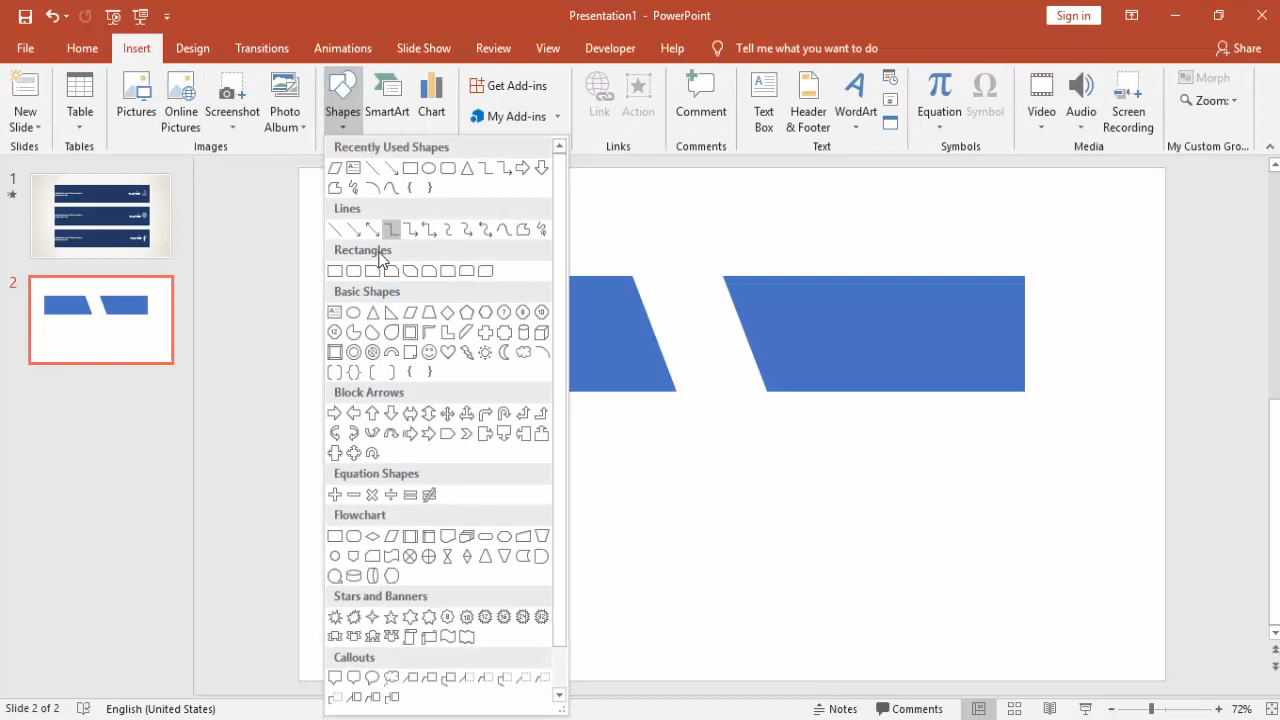 Presentation1 - PowerPoint
Sign in
File Home Insert Design Transitions Animations Slide Show Review View Developer Help Tell me what you want to do Share
New Slide
Table
Pictures
Online Pictures
Screenshot
Photo Album
Shapes
SmartArt
Chart
Get Add-ins
My Add-ins
Link
Action
Comment
Text Box
Header & Footer
WordArt
Equation
Symbol
Video
Audio
Screen Recording
Morph
Zoom:
Slides Tables Images Links Comments Text Symbols Media My Custom Gro...
Recently Used Shapes
Lines
Rectangles
Basic Shapes
Block Arrows
Equation Shapes
Flowchart
Stars and Banners
Callouts
1
2
Slide 2 of 2
English (United States)
Notes
Comments
72%